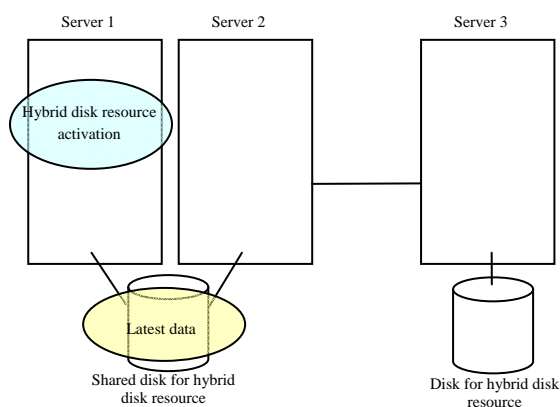 Server 1
Server 2
Server 3
Hybrid disk resource
activation
Latest data
Shared disk for hybrid
disk resource
Disk for hybrid disk
resource